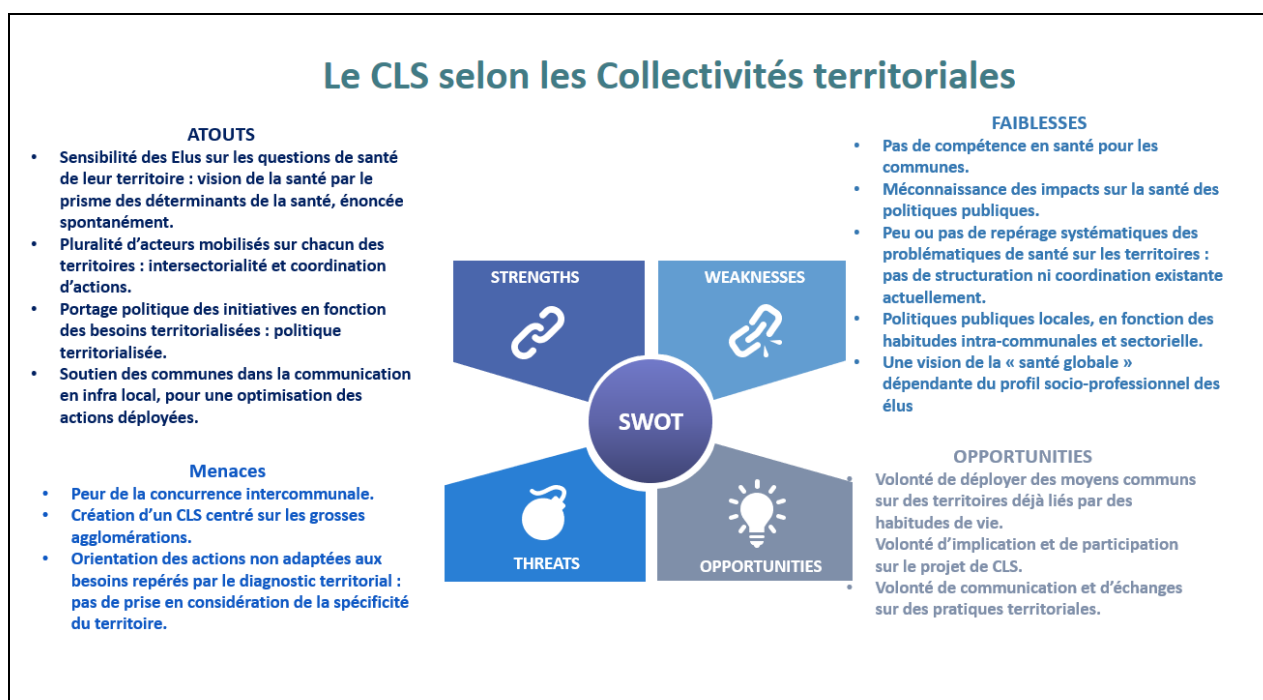 Le CLS selon les Collectivités territoriales
ATOUTS
• Sensibilité des Elus sur les questions de santé
de leur territoire : vision de la santé par le
prisme des déterminants de la santé, énoncée
spontanément.
• Pluralité d’acteurs mobilisés sur chacun des
territoires : intersectorialité et coordination
d’actions.
• Portage politique des initiatives en fonction
des besoins territorialisées : politique
territorialisée.
• Soutien des communes dans la communication
en infra local, pour une optimisation des
actions déployées.
FAIBLESSES
• Pas de compétence en santé pour les
communes.
• Méconnaissance des impacts sur la santé des
politiques publiques.
• Peu ou pas de repérage systématiques des
problématiques de santé sur les territoires :
pas de structuration ni coordination existante
actuellement.
• Politiques publiques locales, en fonction des
habitudes intra-communales et sectorielle.
• Une vision de la « santé globale »
dépendante du profil socio-professionnel des
élus
STRENGTHS
WEAKNESSES
SWOT
THREATS
OPPORTUNITIES
Menaces
• Peur de la concurrence intercommunale.
• Création d’un CLS centré sur les grosses
agglomérations.
• Orientation des actions non adaptées aux
besoins repérés par le diagnostic territorial :
pas de prise en considération de la spécificité
du territoire.
OPPORTUNITIES
• Volonté de déployer des moyens communs
sur des territoires déjà liés par des
habitudes de vie.
• Volonté d’implication et de participation
sur le projet de CLS.
• Volonté de communication et d’échanges
sur des pratiques territoriales.